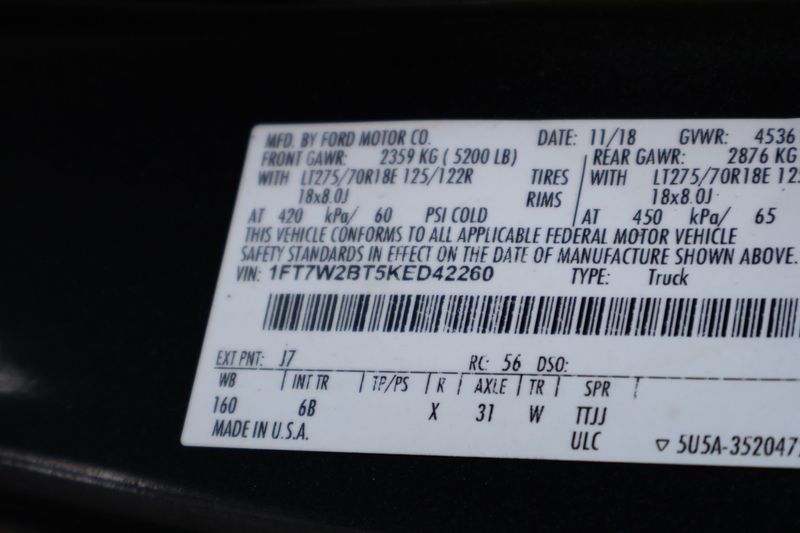 MFD. BY FORD MOTOR CO. DATE: 11/18 GVWR: 4536
FRONT GAWR: 2359 KG ( 5200 LB) REAR GAWR: 2876 KG
WITH LT275/70R18E 125/122R TIRES WITH LT275/70R18E 125
18x8.0J RIMS 18x8.0J
AT 420 kPa/ 60 PSI COLD AT 450 kPa/ 65
THIS VEHICLE CONFORMS TO ALL APPLICABLE FEDERAL MOTOR VEHICLE
SAFETY STANDARDS IN EFFECT ON THE DATE OF MANUFACTURE SHOWN ABOVE.
VIN: 1FT7W2BT5KED42260 TYPE: Truck
EXT PNT: J7 RC: 56 DSO:
WB INT TR TP/PS R AXLE TR SPR
160 6B X 31 W TTJJ
MADE IN U.S.A. ULC ▽ 5U5A-352047